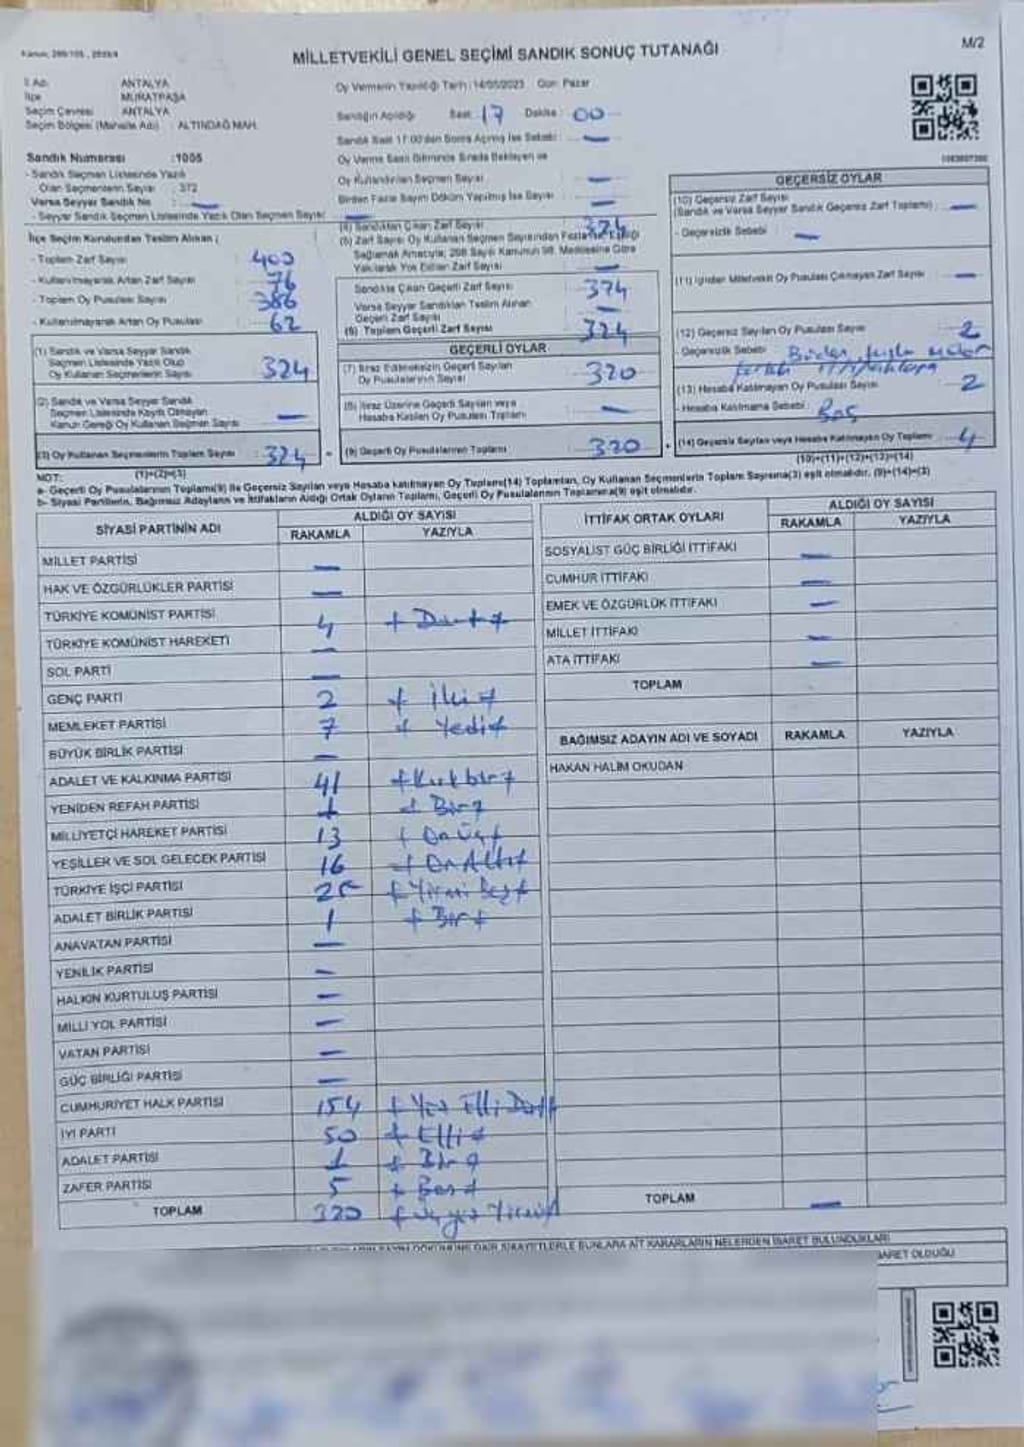 MİLLETVEKİLİ GENEL SEÇİMİ SANDIK SONUÇ TUTANAĞI
M/2
İl Adı ANTALYA
İlçe MURATPAŞA
Seçim Çevresi ANTALYA
Seçim Bölgesi (Mahalle Adı) : ALTINDAĞ MAH.
Oy Vermenin Yapıldığı Tarih : 14/05/2023 Gün: Pazar
Sandığın Açıldığı Saat : 17 Dakika : 00
Sandık Saat 17:00'den Sonra Açılmış İse Sebebi : —
Oy Verme Saati Bitiminde Sırada Bekleyen ve
Oy Kullandırılan Seçmen Sayısı —
Birden Fazla Sayım Döküm Yapılmış İse Sayısı —
Sandık Numarası : 1005
- Sandık Seçmen Listesinde Yazılı
Olan Seçmenlerin Sayısı : 372
Varsa Seyyar Sandık No : —
- Seyyar Sandık Seçmen Listesinde Yazılı Olan Seçmen Sayısı: —
İlçe Seçim Kurulundan Teslim Alınan ;
- Toplam Zarf Sayısı 400
- Kullanılmayarak Artan Zarf Sayısı 76
- Toplam Oy Pusulası Sayısı 386
- Kullanılmayarak Artan Oy Pusulası 62
(1) Sandık ve Varsa Seyyar Sandık
Seçmen Listesinde Yazılı Olup
Oy Kullanan Seçmenlerin Sayısı 324
(2) Sandık ve Varsa Seyyar Sandık
Seçmen Listesinde Kayıtlı Olmayan
Kanun Gereği Oy Kullanan Seçmen Sayısı —
(3) Oy Kullanan Seçmenlerin Toplam Sayısı 324
(1)+(2)=(3)
(4) Sandıktan Çıkan Zarf Sayısı 324
(5) Zarf Sayısı Oy Kullanan Seçmen Sayısından Fazla
Sağlamak Amacıyla, 298 Sayılı Kanunun 98. Maddesine Göre
Yakılarak Yok Edilen Zarf Sayısı —
Sandıkta Çıkan Geçerli Zarf Sayısı 324
Varsa Seyyar Sandıktan Teslim Alınan
Geçerli Zarf Sayısı —
(6) Toplam Geçerli Zarf Sayısı 324
GEÇERLİ OYLAR
(7) İtiraz Edilmeksizin Geçerli Sayılan
Oy Pusulalarının Sayısı 320
(8) İtiraz Üzerine Geçerli Sayılan veya
Hesaba Katılan Oy Pusulaları Toplamı —
(9) Geçerli Oy Pusulalarının Toplamı 320
GEÇERSİZ OYLAR
(10) Geçersiz Zarf Sayısı
(Sandık ve Varsa Seyyar Sandık Geçersiz Zarf Toplamı) : —
- Geçersizlik Sebebi —
(11) İçinden Milletvekili Oy Pusulası Çıkmayan Zarf Sayısı —
(12) Geçersiz Sayılan Oy Pusulası Sayısı 2
- Geçersizlik Sebebi Birden fazla
(13) Hesaba Katılmayan Oy Pusulası Sayısı 2
- Hesaba Katılmama Sebebi : Boş
(14) Geçersiz Sayılan veya Hesaba Katılmayan Oy Toplamı 4
(10)+(11)+(12)+(13)=(14)
NOT:
a- Geçerli Oy Pusulalarının Toplamı(9) ile Geçersiz Sayılan veya Hesaba katılmayan Oy Toplamı(14) Toplamları, Oy Kullanan Seçmenlerin Toplam Sayısına(3) eşit olmalıdır. (9)+(14)=(3)
b- Siyasi Partilerin, Bağımsız Adayların ve İttifakların Aldığı Ortak Oyların Toplamı, Geçerli Oy Pusulalarının Toplamına(9) eşit olmalıdır.
SİYASİ PARTİNİN ADI ALDIĞI OY SAYISI
RAKAMLA YAZIYLA
MİLLET PARTİSİ —
HAK VE ÖZGÜRLÜKLER PARTİSİ —
TÜRKİYE KOMÜNİST PARTİSİ 4 + Dört +
TÜRKİYE KOMÜNİST HAREKETİ —
SOL PARTİ —
GENÇ PARTİ 2 + İki +
MEMLEKET PARTİSİ 7 + Yedi +
BÜYÜK BİRLİK PARTİSİ —
ADALET VE KALKINMA PARTİSİ 41 + Kırkbir +
YENİDEN REFAH PARTİSİ 1 + Bir +
MİLLİYETÇİ HAREKET PARTİSİ 13 + Onüç +
YEŞİLLER VE SOL GELECEK PARTİSİ 16 + OnAltı +
TÜRKİYE İŞÇİ PARTİSİ 25 + Yirmi Beş +
ADALET BİRLİK PARTİSİ 1 + Bir +
ANAVATAN PARTİSİ —
YENİLİK PARTİSİ —
HALKIN KURTULUŞ PARTİSİ —
MİLLİ YOL PARTİSİ —
VATAN PARTİSİ —
GÜÇ BİRLİĞİ PARTİSİ —
CUMHURİYET HALK PARTİSİ 154 + Yüz Elli Dört
İYİ PARTİ 50 + Elli +
ADALET PARTİSİ 1 + Bir +
ZAFER PARTİSİ 5 + Beş +
TOPLAM 320 + Üçyüz Yirmi +
İTTİFAK ORTAK OYLARI ALDIĞI OY SAYISI
RAKAMLA YAZIYLA
SOSYALİST GÜÇ BİRLİĞİ İTTİFAKI —
CUMHUR İTTİFAKI —
EMEK VE ÖZGÜRLÜK İTTİFAKI —
MİLLET İTTİFAKI —
ATA İTTİFAKI —
TOPLAM
BAĞIMSIZ ADAYIN ADI VE SOYADI RAKAMLA YAZIYLA
HAKAN HALİM OKUDAN
TOPLAM —
ŞİKAYETLERLE BUNLARA AİT KARARLARIN NELERDEN İBARET BULUNDUKLARI
İBARET OLDUĞU